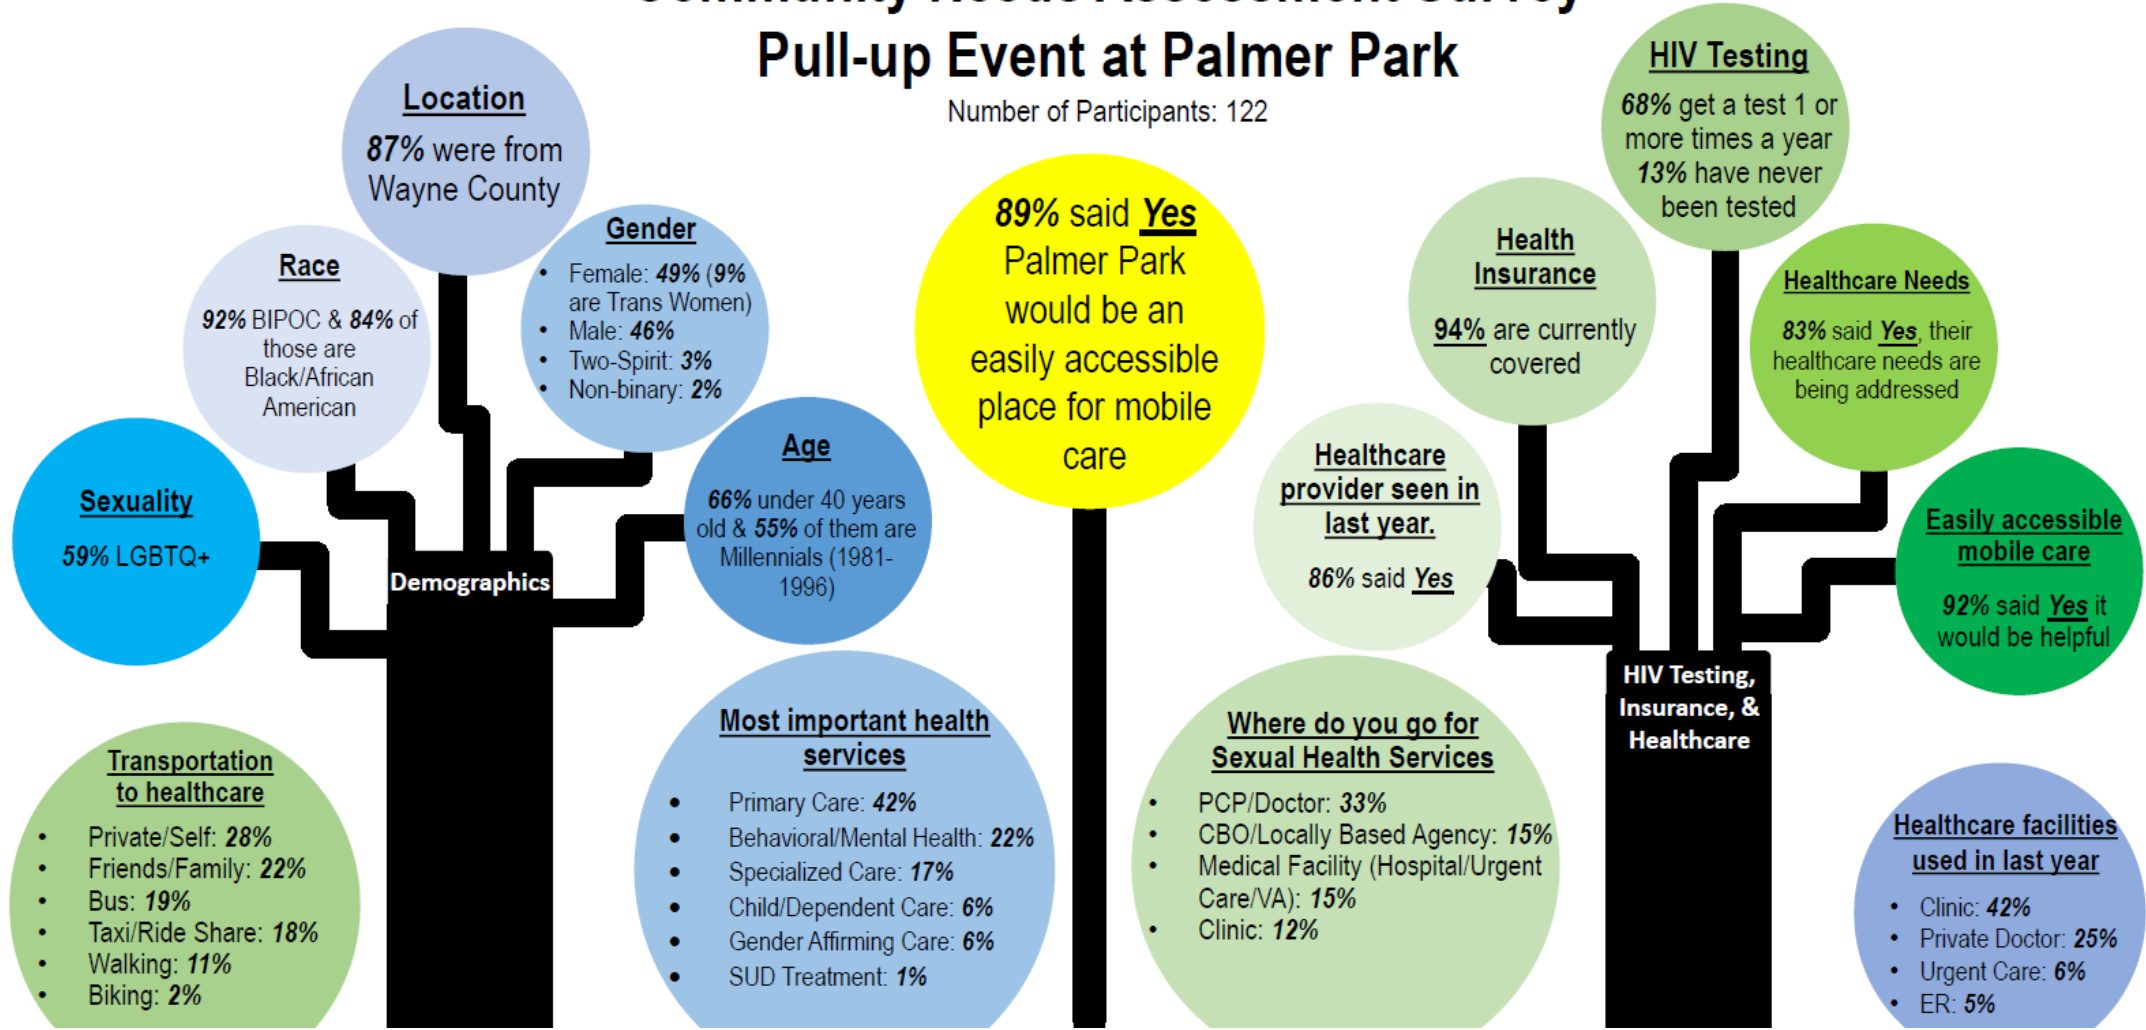 Community Needs Assessment Survey
Pull-up Event at Palmer Park
Number of Participants: 122
Location
87% were from
Wayne County
Race
92% BIPOC & 84% of
those are
Black/African
American
Gender
• Female: 49% (9%
are Trans Women)
• Male: 46%
• Two-Spirit: 3%
• Non-binary: 2%
Sexuality
59% LGBTQ+
Age
66% under 40 years
old & 55% of them are
Millennials (1981-
1996)
Demographics
89% said Yes
Palmer Park
would be an
easily accessible
place for mobile
care
HIV Testing
68% get a test 1 or
more times a year
13% have never
been tested
Health
Insurance
94% are currently
covered
Healthcare Needs
83% said Yes, their
healthcare needs are
being addressed
Healthcare
provider seen in
last year.
86% said Yes
Easily accessible
mobile care
92% said Yes it
would be helpful
HIV Testing,
Insurance, &
Healthcare
Transportation
to healthcare
• Private/Self: 28%
• Friends/Family: 22%
• Bus: 19%
• Taxi/Ride Share: 18%
• Walking: 11%
• Biking: 2%
Most important health
services
• Primary Care: 42%
• Behavioral/Mental Health: 22%
• Specialized Care: 17%
• Child/Dependent Care: 6%
• Gender Affirming Care: 6%
• SUD Treatment: 1%
Where do you go for
Sexual Health Services
• PCP/Doctor: 33%
• CBO/Locally Based Agency: 15%
• Medical Facility (Hospital/Urgent
Care/VA): 15%
• Clinic: 12%
Healthcare facilities
used in last year
• Clinic: 42%
• Private Doctor: 25%
• Urgent Care: 6%
• ER: 5%